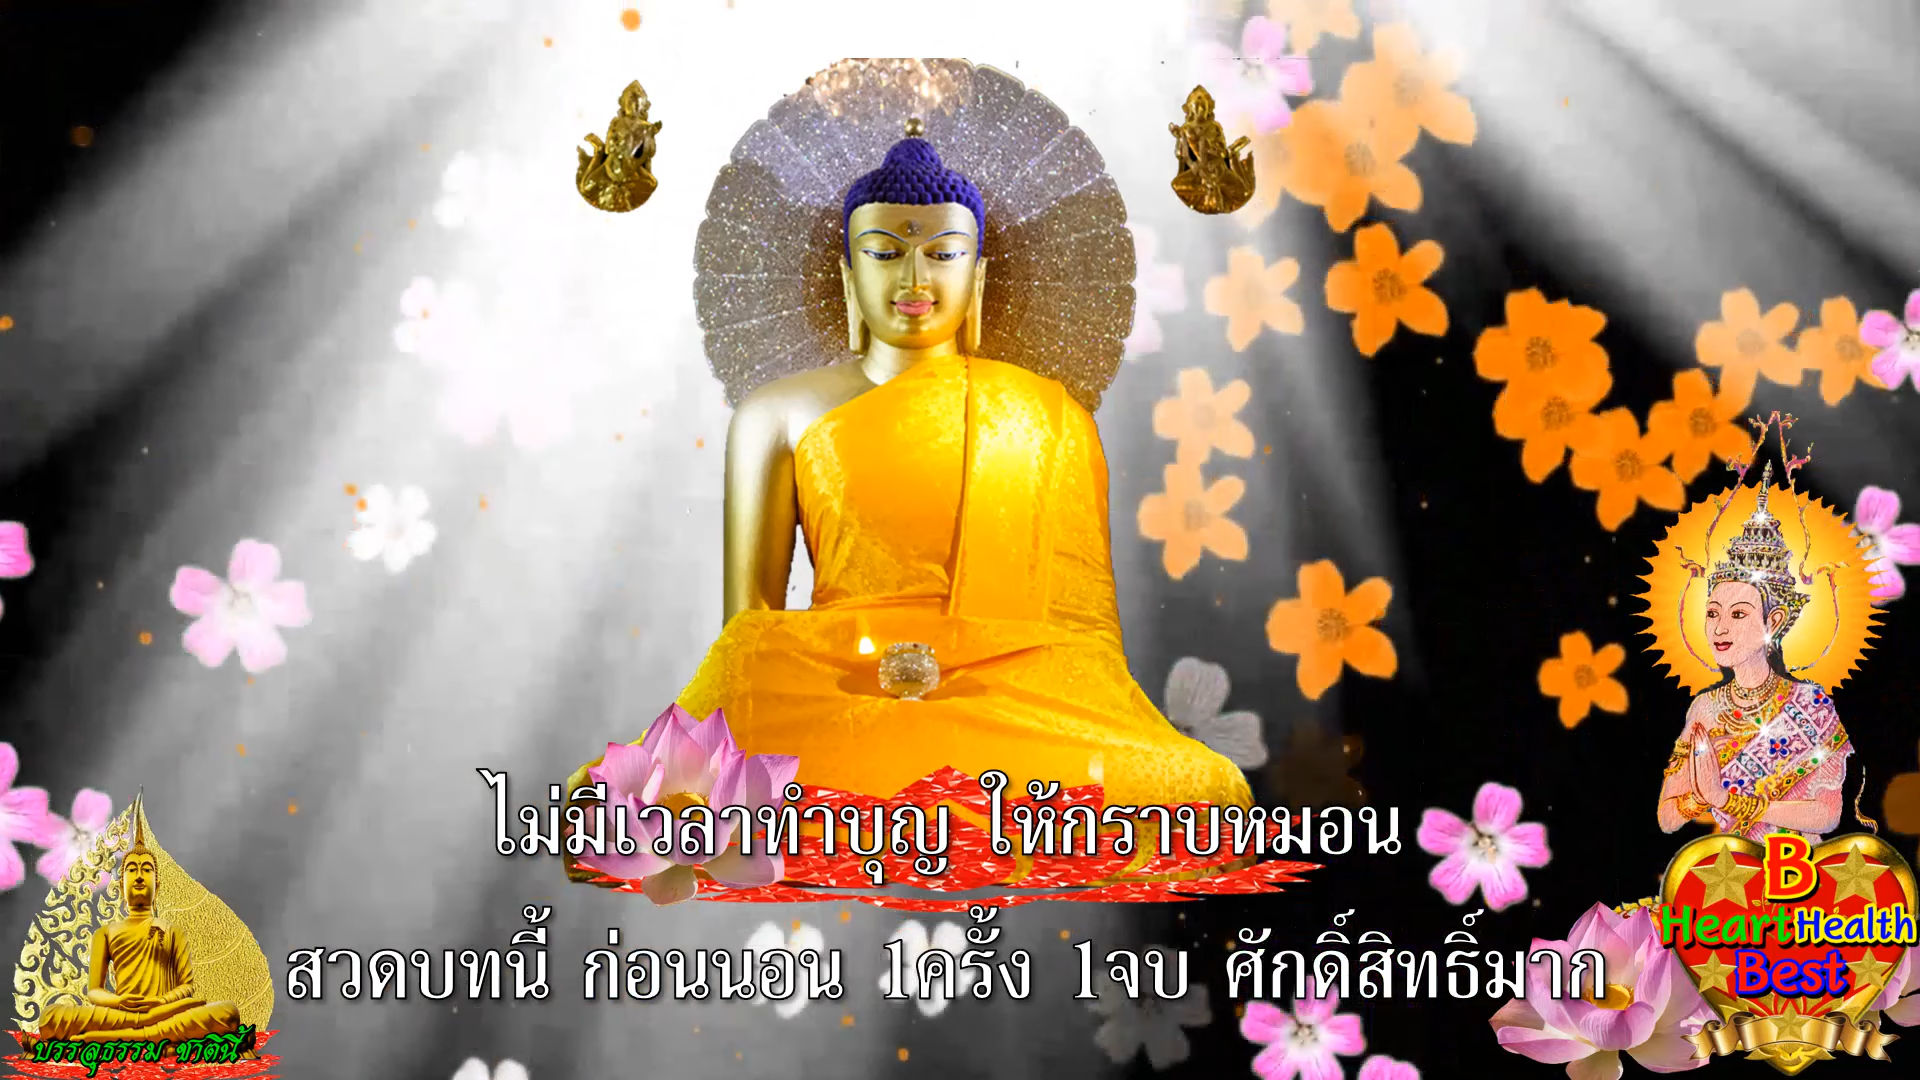 ไม่มีเวลาทำบุญ ให้กราบหมอน
สวดบทนี้ ก่อนนอน 1ครั้ง 1จบ ศักดิ์สิทธิ์มาก
บรรลุธรรม ชาตินี้
B
HeartHealth
Best